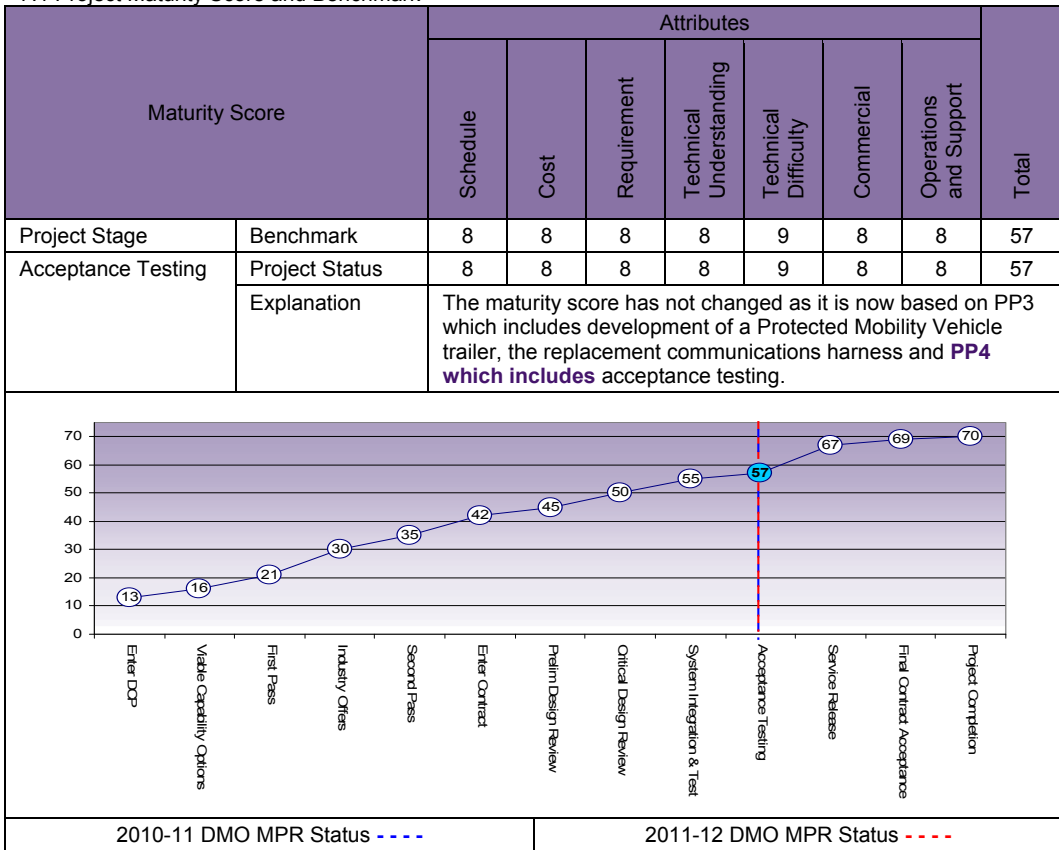 7.1 Project Maturity Score and Benchmark
Maturity Score
Attributes
Schedule
Cost
Requirement
Technical
Understanding
Technical
Difficulty
Commercial
Operations
and Support
Total
Project Stage Benchmark 8 8 8 8 9 8 8 57
Acceptance Testing Project Status 8 8 8 8 9 8 8 57
Explanation
The maturity score has not changed as it is now based on PP3
which includes development of a Protected Mobility Vehicle
trailer, the replacement communications harness and PP4
which includes acceptance testing.
70
60
50
40
30
20
10
0
13
16
21
30
35
42
45
50
55
57
67
69
70
Enter DCP
Viable Capability Options
First Pass
Industry Offers
Second Pass
Enter Contract
Prelim Design Review
Critical Design Review
System Integration & Test
Acceptance Testing
Service Release
Final Contract Acceptance
Project Completion
2010-11 DMO MPR Status - - - -
2011-12 DMO MPR Status - - - -